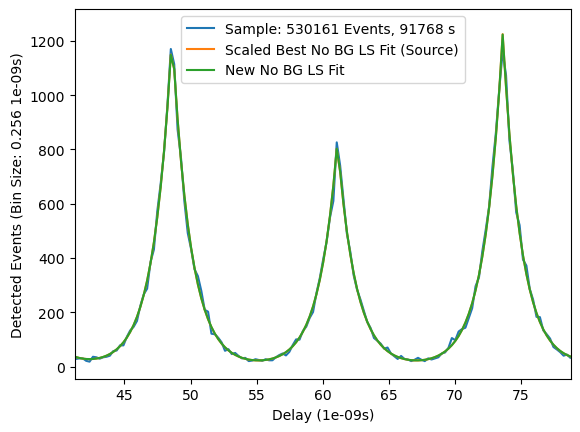 Sample: 530161 Events, 91768 s
Scaled Best No BG LS Fit (Source)
New No BG LS Fit
Detected Events (Bin Size: 0.256 1e-09s)
1200
1000
800
600
400
200
0
45 50 55 60 65 70 75
Delay (1e-09s)